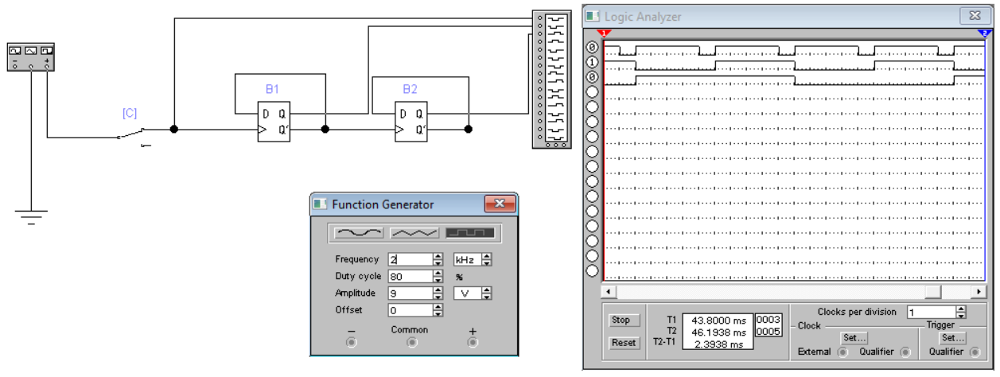 Logic Analyzer
1
2
0
1
0
[C]
B1
B2
D Q
Q'
D Q
Q'
- +
Function Generator
Frequency 2 kHz
Duty cycle 80 %
Amplitude 9 V
Offset 0
- Common +
Stop
Reset
T1 43.8000 ms 0003
T2 46.1938 ms 0005
T2-T1 2.3938 ms
Clocks per division 1
Clock
Set...
External Qualifier
Trigger
Set...
Qualifier